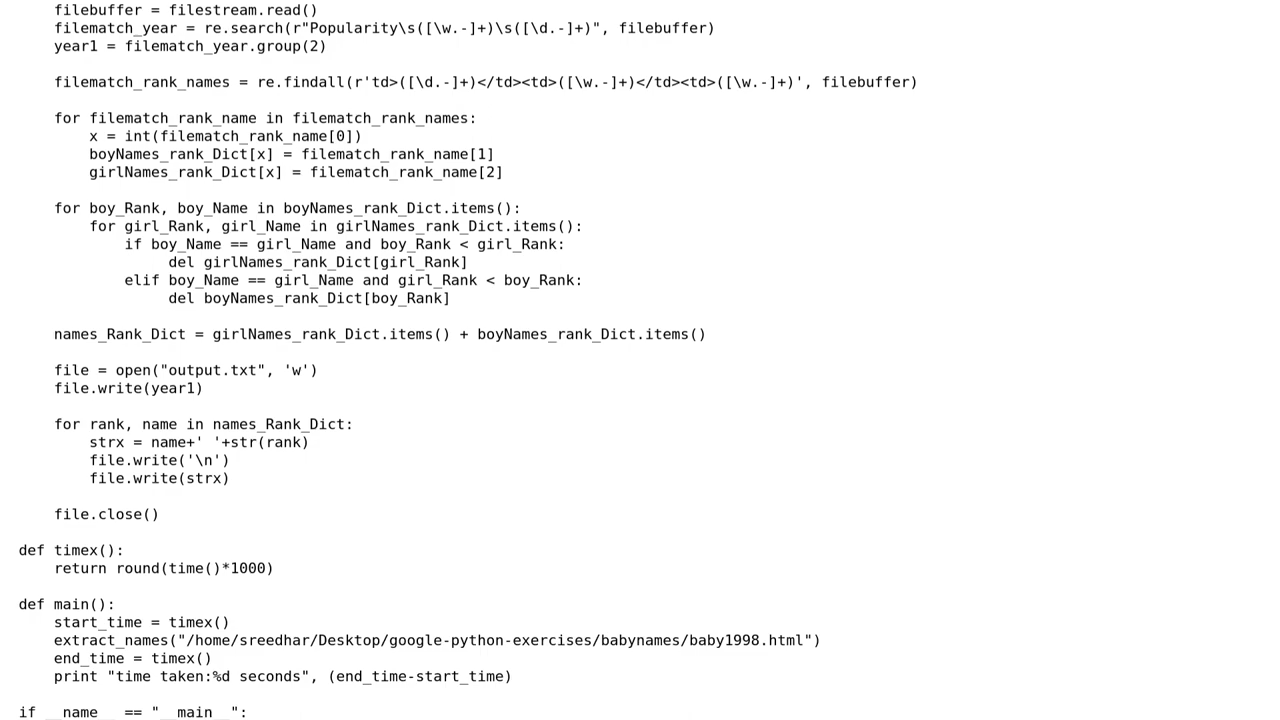 filebuffer = filestream.read()
filematch_year = re.search(r"Popularity\s([\w.-]+)\s([\d.-]+)", filebuffer)
year1 = filematch_year.group(2)
filematch_rank_names = re.findall(r'td>([\d.-]+)</td><td>([\w.-]+)</td><td>([\w.-]+)', filebuffer)
for filematch_rank_name in filematch_rank_names:
x = int(filematch_rank_name[0])
boyNames_rank_Dict[x] = filematch_rank_name[1]
girlNames_rank_Dict[x] = filematch_rank_name[2]
for boy_Rank, boy_Name in boyNames_rank_Dict.items():
for girl_Rank, girl_Name in girlNames_rank_Dict.items():
if boy_Name == girl_Name and boy_Rank < girl_Rank:
del girlNames_rank_Dict[girl_Rank]
elif boy_Name == girl_Name and girl_Rank < boy_Rank:
del boyNames_rank_Dict[boy_Rank]
names_Rank_Dict = girlNames_rank_Dict.items() + boyNames_rank_Dict.items()
file = open("output.txt", 'w')
file.write(year1)
for rank, name in names_Rank_Dict:
strx = name+' '+str(rank)
file.write('\n')
file.write(strx)
file.close()
def timex():
return round(time()*1000)
def main():
start_time = timex()
extract_names("/home/sreedhar/Desktop/google-python-exercises/babynames/baby1998.html")
end_time = timex()
print "time taken:%d seconds", (end_time-start_time)
if __name__ == "__main__":